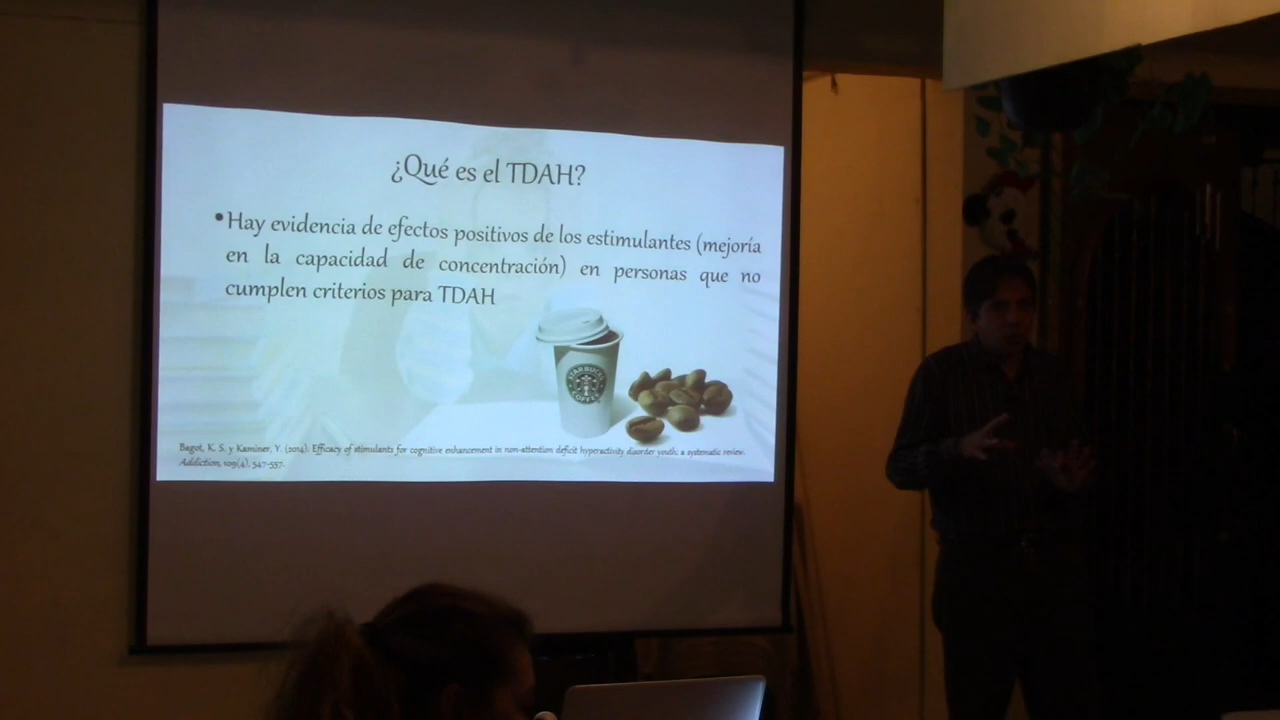 ¿Qué es el TDAH?
•Hay evidencia de efectos positivos de los estimulantes (mejoría
en la capacidad de concentración) en personas que no
cumplen criterios para TDAH
STARBUCKS
COFFEE
Bagot, K. S. y Kaminer, Y. (2014). Efficacy of stimulants for cognitive enhancement in non-attention deficit hyperactivity disorder youth: a systematic review.
Addiction, 109(4). 547-557.